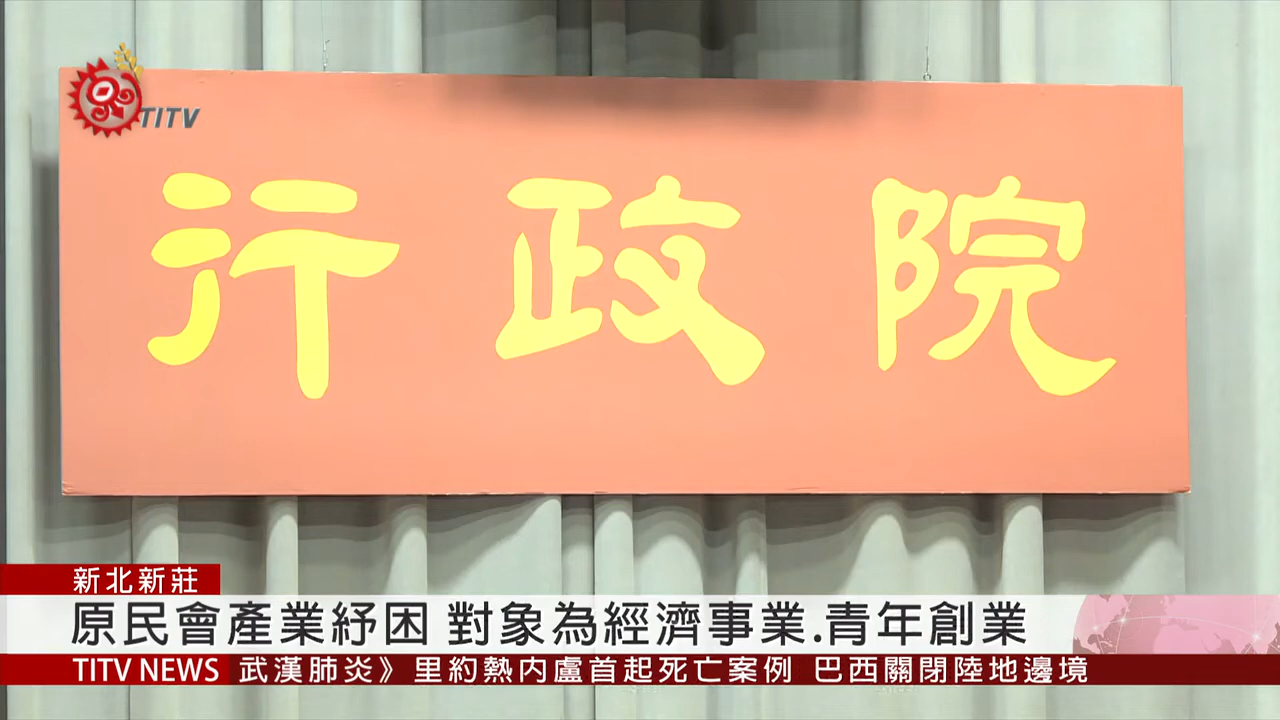 TITV
行政院
新北新莊
原民會產業紓困 對象為經濟事業.青年創業
TITV NEWS 武漢肺炎》里約熱內盧首起死亡案例 巴西關閉陸地邊境